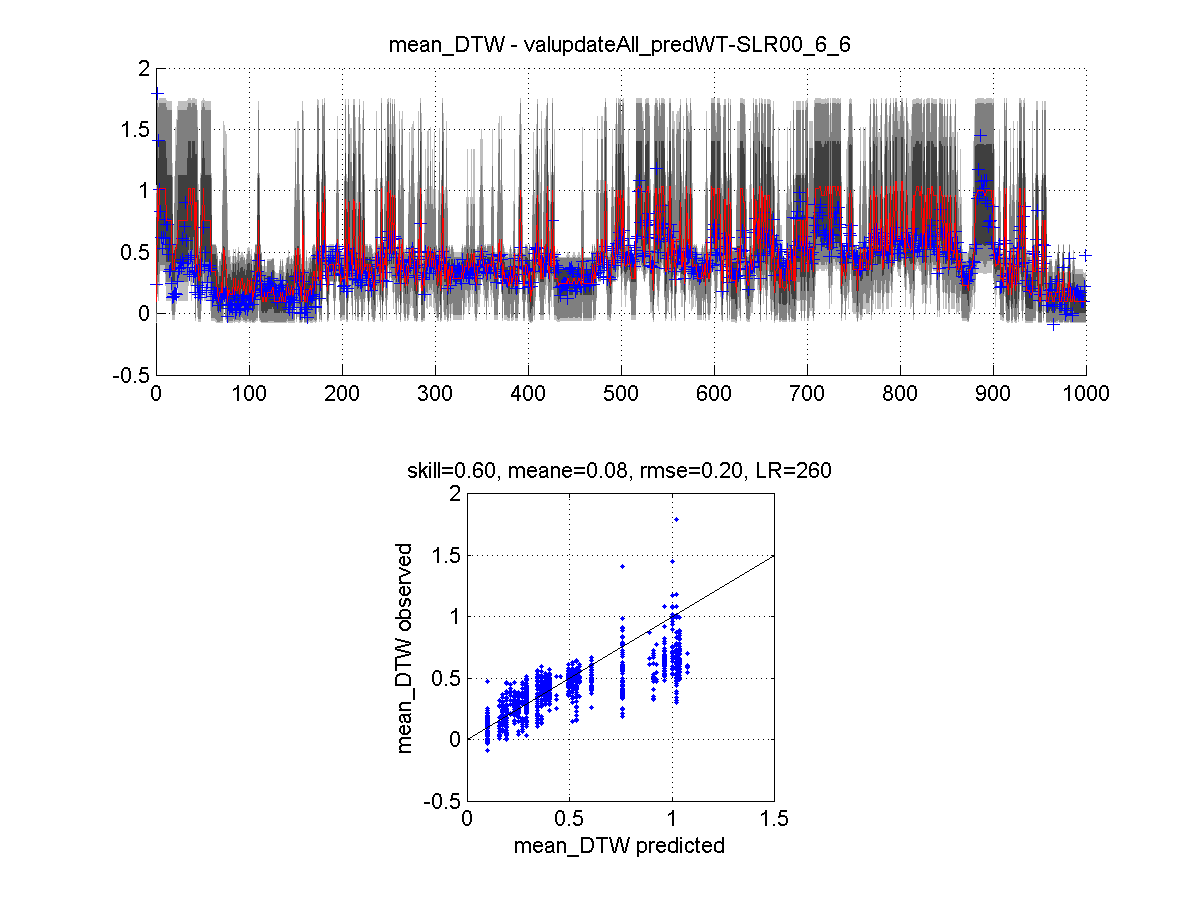 mean_DTW - valupdateAll_predWT-SLR00_6_6
2
1.5
1
0.5
0
-0.5
0 100 200 300 400 500 600 700 800 900 1000
skill=0.60, meane=0.08, rmse=0.20, LR=260
mean_DTW observed
2
1.5
1
0.5
0
-0.5
0 0.5 1 1.5
mean_DTW predicted